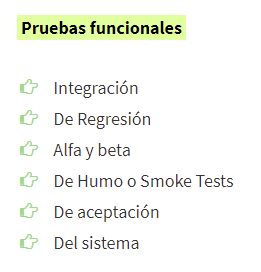 Pruebas funcionales
Integración
De Regresión
Alfa y beta
De Humo o Smoke Tests
De aceptación
Del sistema